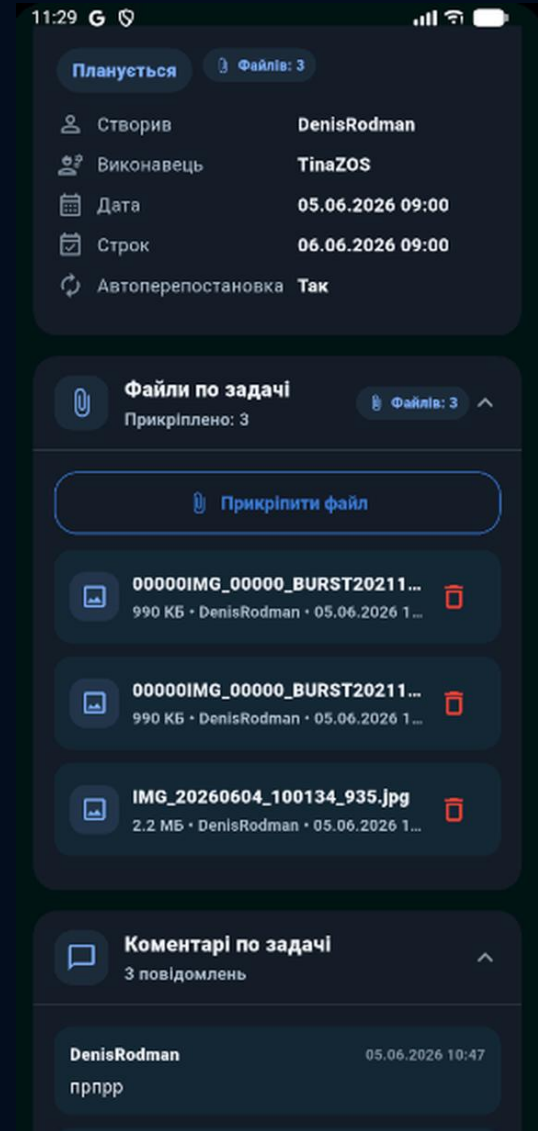 11:29 G
Планується
Файлів: 3
Створив DenisRodman
Виконавець TinaZOS
Дата 05.06.2026 09:00
Строк 06.06.2026 09:00
Автоперепостановка Так
Файли по задачі
Прикріплено: 3
Файлів: 3
Прикріпити файл
00000IMG_00000_BURST20211...
990 КБ • DenisRodman • 05.06.2026 1...
00000IMG_00000_BURST20211...
990 КБ • DenisRodman • 05.06.2026 1...
IMG_20260604_100134_935.jpg
2.2 МБ • DenisRodman • 05.06.2026 1...
Коментарі по задачі
3 повідомлень
DenisRodman 05.06.2026 10:47
прпрр